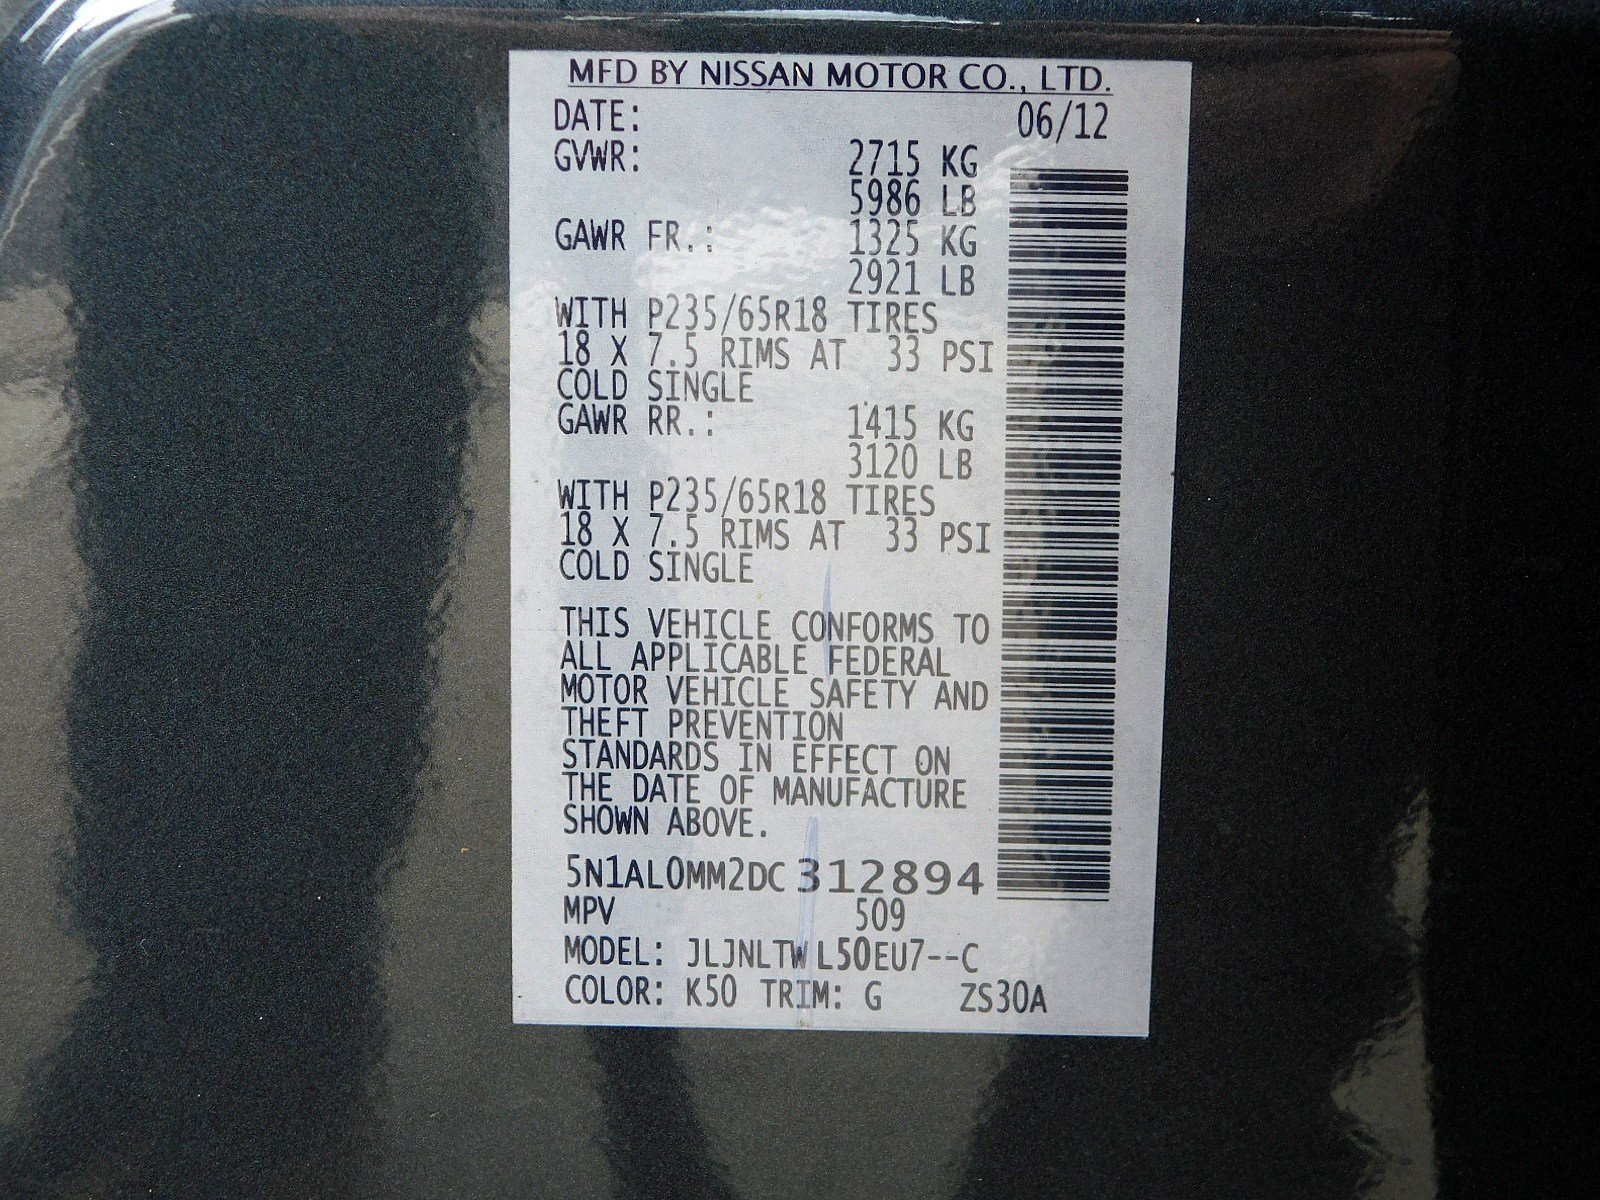 MFD BY NISSAN MOTOR CO., LTD.
DATE: 06/12
GVWR: 2715 KG
5986 LB
GAWR FR.: 1325 KG
2921 LB
WITH P235/65R18 TIRES
18 X 7.5 RIMS AT 33 PSI
COLD SINGLE
GAWR RR.: 1415 KG
3120 LB
WITH P235/65R18 TIRES
18 X 7.5 RIMS AT 33 PSI
COLD SINGLE
THIS VEHICLE CONFORMS TO
ALL APPLICABLE FEDERAL
MOTOR VEHICLE SAFETY AND
THEFT PREVENTION
STANDARDS IN EFFECT ON
THE DATE OF MANUFACTURE
SHOWN ABOVE.
5N1AL0MM2DC 312894
MPV 509
MODEL: JLJNLTW L50EU7--C
COLOR: K50 TRIM: G ZS30A